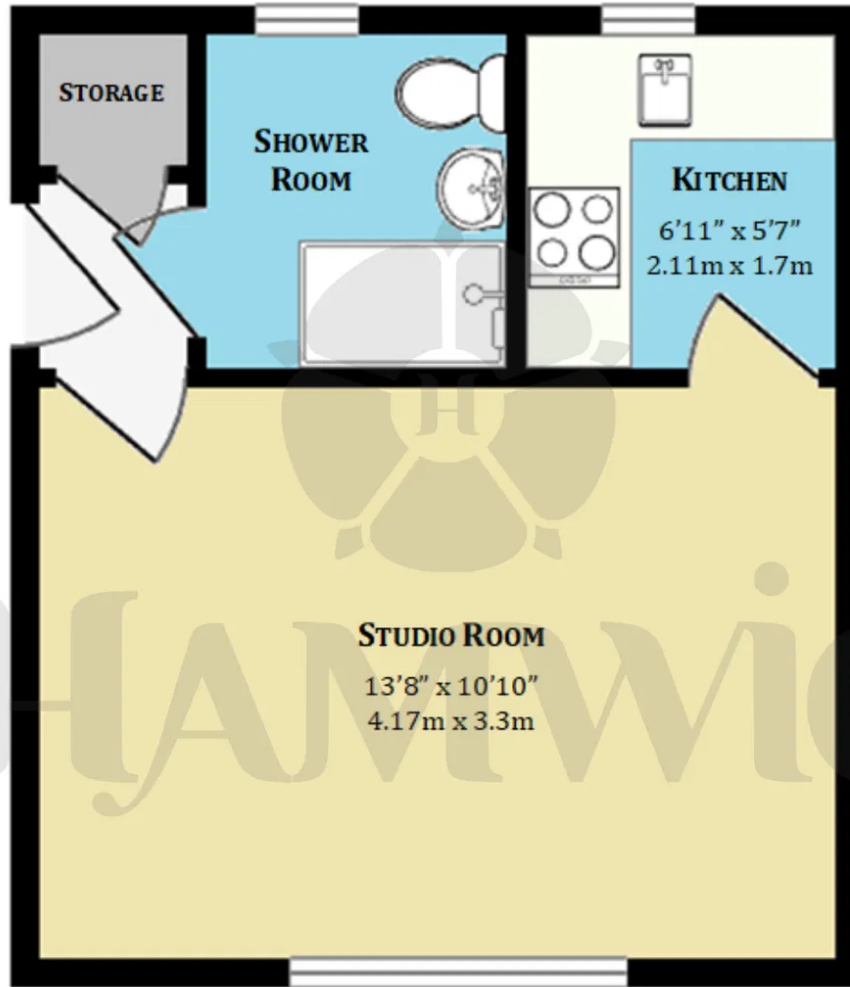 STORAGE
SHOWER
ROOM
KITCHEN
6’11” x 5’7”
2.11m x 1.7m
H
STUDIO ROOM
13’8” x 10’10”
4.17m x 3.3m
HAMWIC